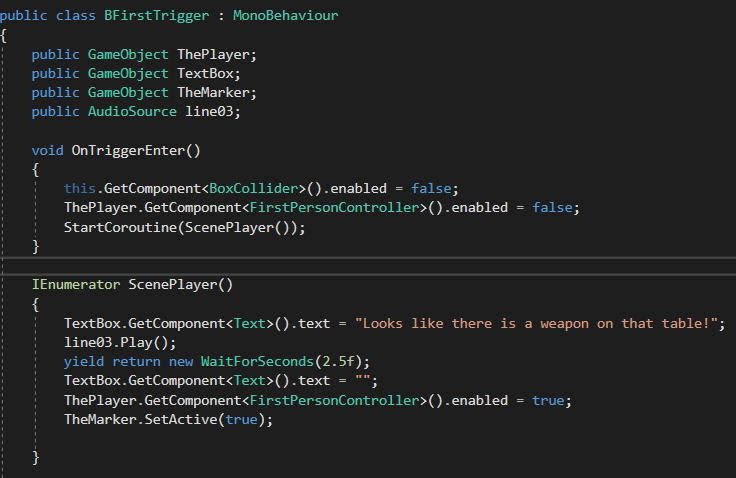 public class BFirstTrigger : MonoBehaviour
{
    public GameObject ThePlayer;
    public GameObject TextBox;
    public GameObject TheMarker;
    public AudioSource line03;

    void OnTriggerEnter()
    {
        this.GetComponent<BoxCollider>().enabled = false;
        ThePlayer.GetComponent<FirstPersonController>().enabled = false;
        StartCoroutine(ScenePlayer());
    }

    IEnumerator ScenePlayer()
    {
        TextBox.GetComponent<Text>().text = "Looks like there is a weapon on that table!";
        line03.Play();
        yield return new WaitForSeconds(2.5f);
        TextBox.GetComponent<Text>().text = "";
        ThePlayer.GetComponent<FirstPersonController>().enabled = true;
        TheMarker.SetActive(true);

    }